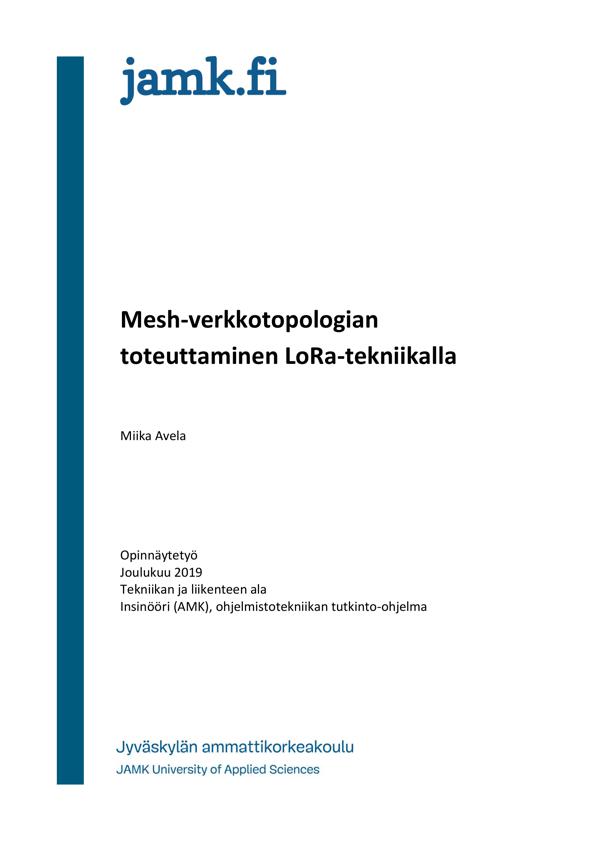 jamk.fi
Mesh-verkkotopologian
toteuttaminen LoRa-tekniikalla
Miika Avela
Opinnäytetyö
Joulukuu 2019
Tekniikan ja liikenteen ala
Insinööri (AMK), ohjelmistotekniikan tutkinto-ohjelma
Jyväskylän ammattikorkeakoulu
JAMK University of Applied Sciences